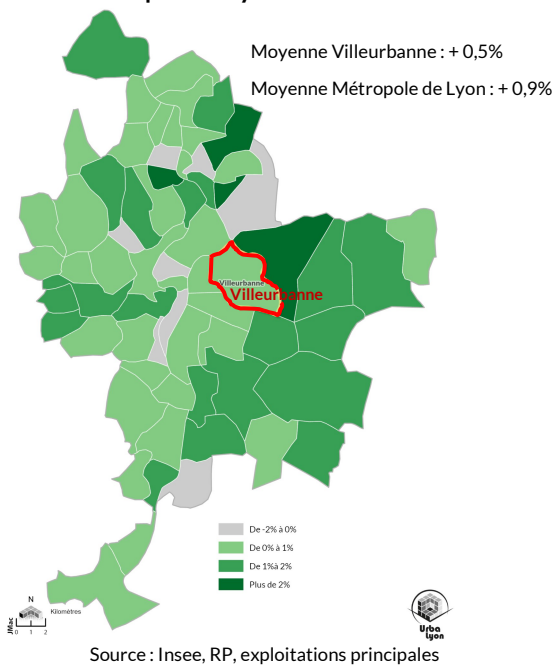 Moyenne Villeurbanne : + 0,5%
Moyenne Métropole de Lyon : + 0,9%
Villeurbanne
Villeurbanne
De -2% à 0%
De 0% à 1%
De 1%à 2%
Plus de 2%
N
Kilomètres
0 1 2
JMac
Urba
Lyon
Source : Insee, RP, exploitations principales